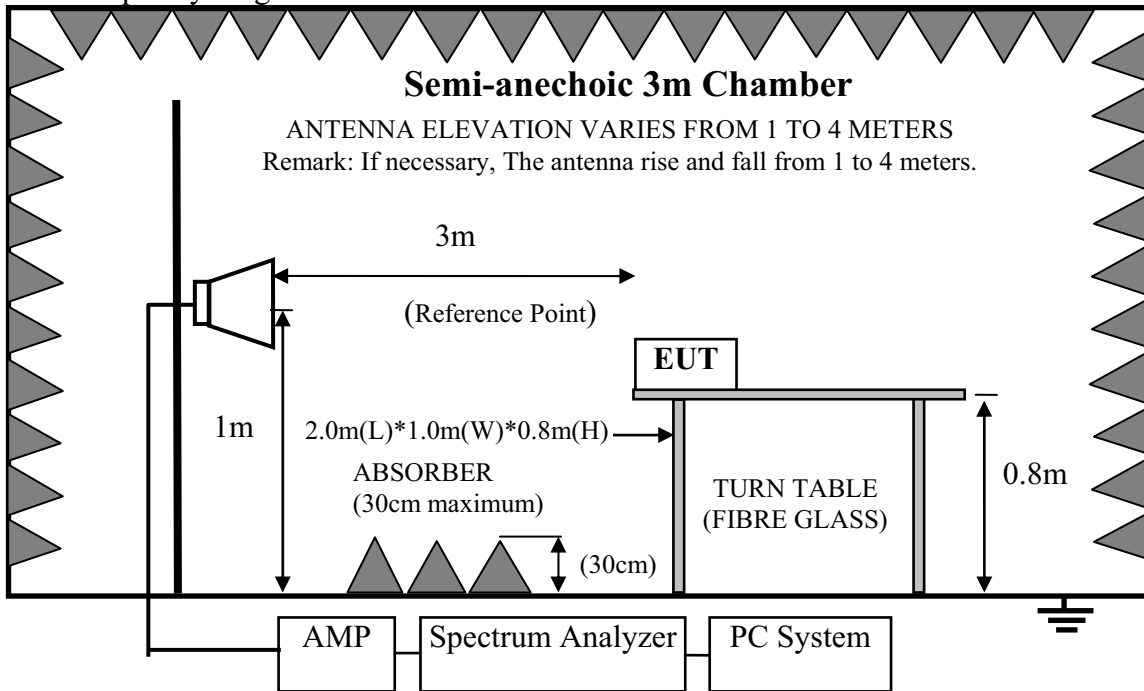 Semi-anechoic 3m Chamber
ANTENNA ELEVATION VARIES FROM 1 TO 4 METERS
Remark: If necessary, The antenna rise and fall from 1 to 4 meters.
3m
(Reference Point)
EUT
1m
2.0m(L)*1.0m(W)*0.8m(H)
ABSORBER
(30cm maximum)
TURN TABLE
(FIBRE GLASS)
0.8m
(30cm)
AMP
Spectrum Analyzer
PC System